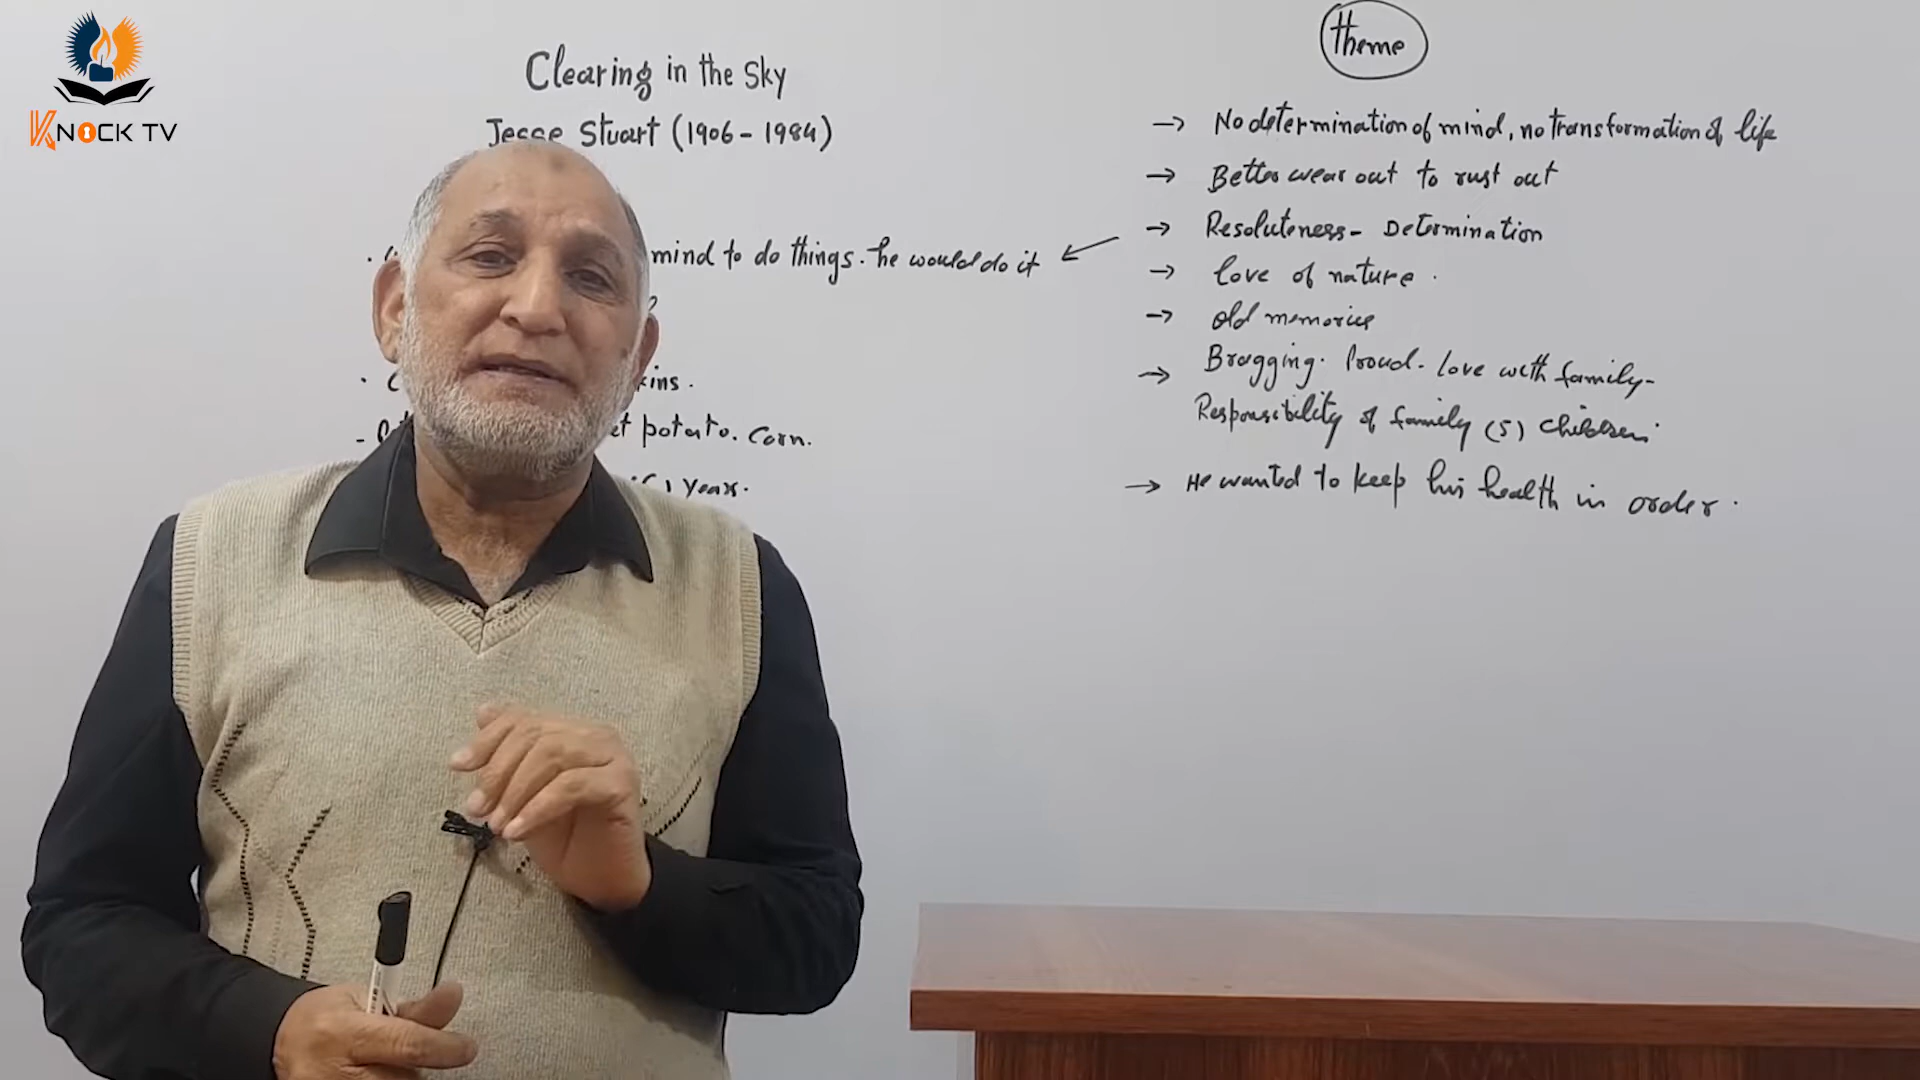 KNOCK TV
Clearing in the Sky
Jesse Stuart (1906-1984)
mind to do things. he would do it
kins.
et potato. Corn.
) years.
theme
→ No determination of mind, no transformation of life
→ Better wear out to rust out
→ Resoluteness - Determination
→ love of nature.
→ old memories
→ Bragging. Proud. love with family-
Responsibility of family (5) children.
→ He wanted to keep his health in order.